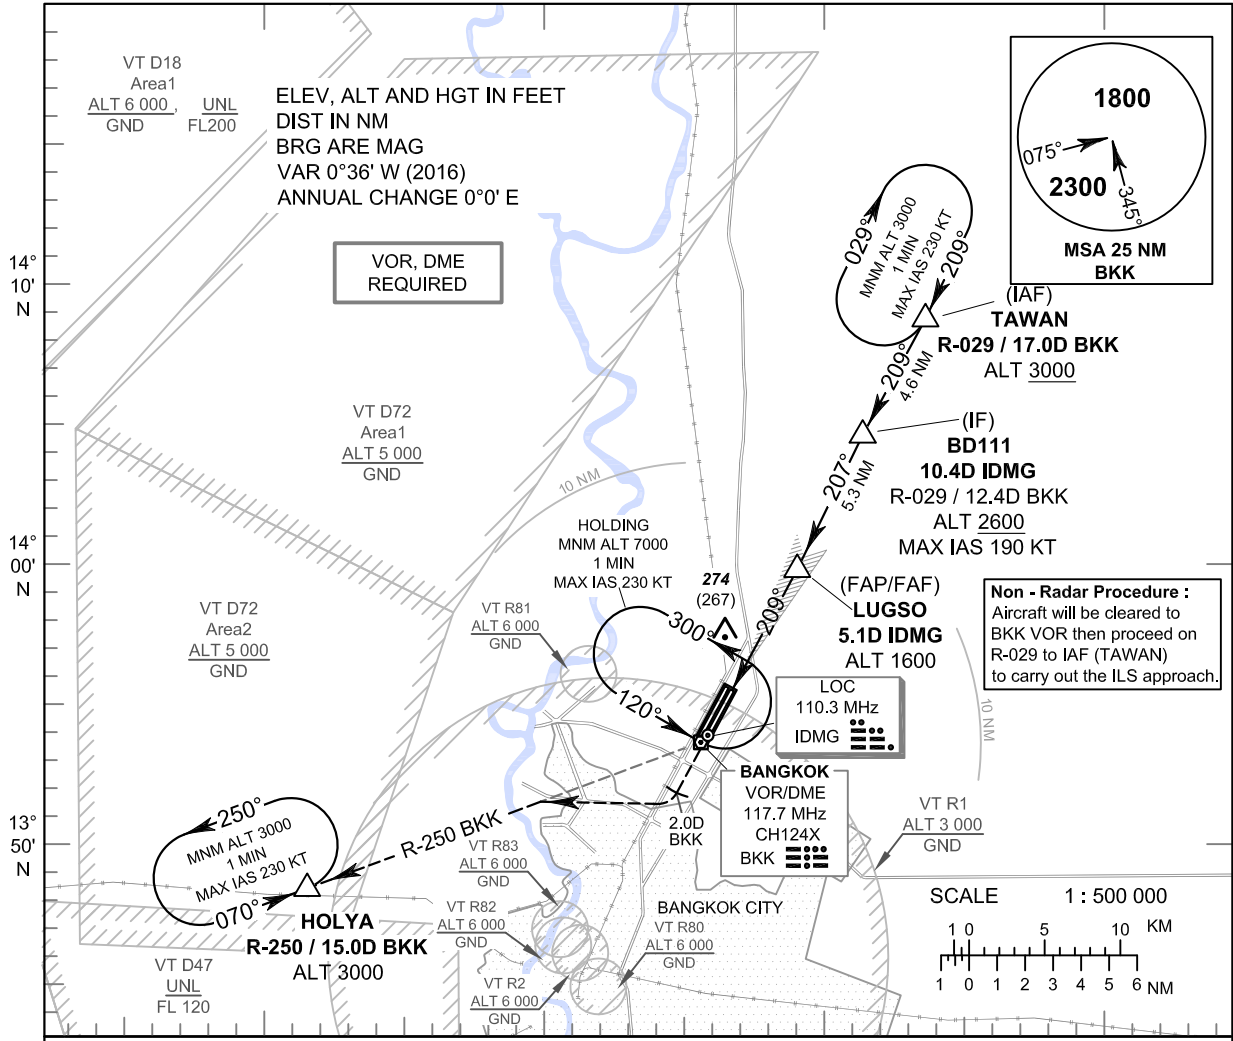 VT D18
Area1
ALT 6 000 , UNL
GND FL200
ELEV, ALT AND HGT IN FEET
DIST IN NM
BRG ARE MAG
VAR 0°36' W (2016)
ANNUAL CHANGE 0°0' E
VOR, DME
REQUIRED
1800
075°
2300
345°
MSA 25 NM
BKK
029°
MNM ALT 3000
1 MIN
MAX IAS 230 KT
209°
(IAF)
TAWAN
R-029 / 17.0D BKK
ALT 3000
209°
4.6 NM
14°
10'
N
VT D72
Area1
ALT 5 000
GND
(IF)
BD111
10.4D IDMG
R-029 / 12.4D BKK
ALT 2600
MAX IAS 190 KT
207°
5.3 NM
10 NM
HOLDING
MNM ALT 7000
1 MIN
MAX IAS 230 KT
14°
00'
N
274
(267)
(FAP/FAF)
LUGSO
5.1D IDMG
ALT 1600
209°
Non - Radar Procedure :
Aircraft will be cleared to
BKK VOR then proceed on
R-029 to IAF (TAWAN)
to carry out the ILS approach.
VT D72
Area2
ALT 5 000
GND
VT R81
ALT 6 000
GND
300°
120°
LOC
110.3 MHz
IDMG
10 NM
BANGKOK
VOR/DME
117.7 MHz
CH124X
BKK
2.0D
BKK
VT R1
ALT 3 000
GND
13°
50'
N
250°
MNM ALT 3000
1 MIN
MAX IAS 230 KT
070°
R-250 BKK
HOLYA
R-250 / 15.0D BKK
ALT 3000
VT R83
ALT 6 000
GND
VT R82
ALT 6 000
GND
BANGKOK CITY
VT R80
ALT 6 000
GND
VT R2
ALT 6 000
GND
VT D47
UNL
FL 120
SCALE 1 : 500 000
1 0 5 10 KM
1 0 1 2 3 4 5 6 NM